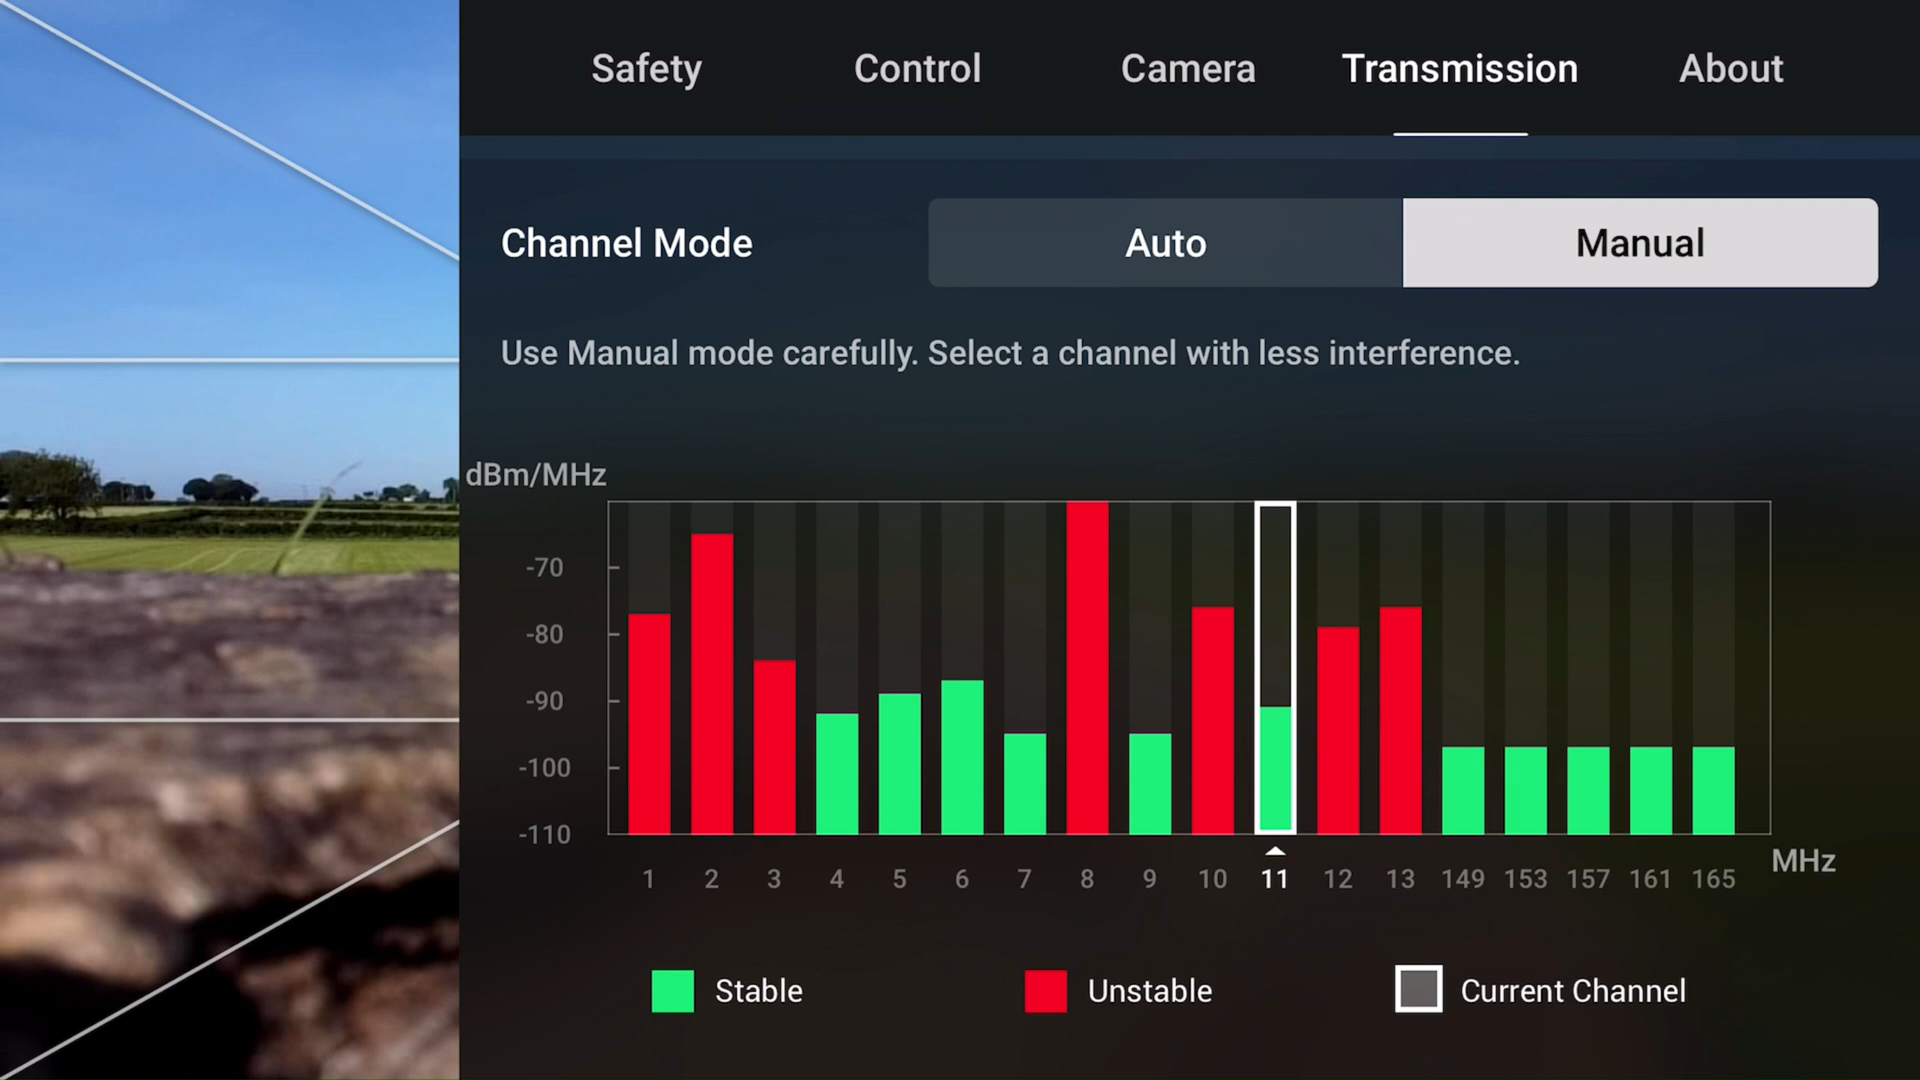 Safety Control Camera Transmission About
Channel Mode Auto Manual
Use Manual mode carefully. Select a channel with less interference.
dBm/MHz
-70
-80
-90
-100
-110
MHz
1 2 3 4 5 6 7 8 9 10 11 12 13 149 153 157 161 165
Stable Unstable Current Channel